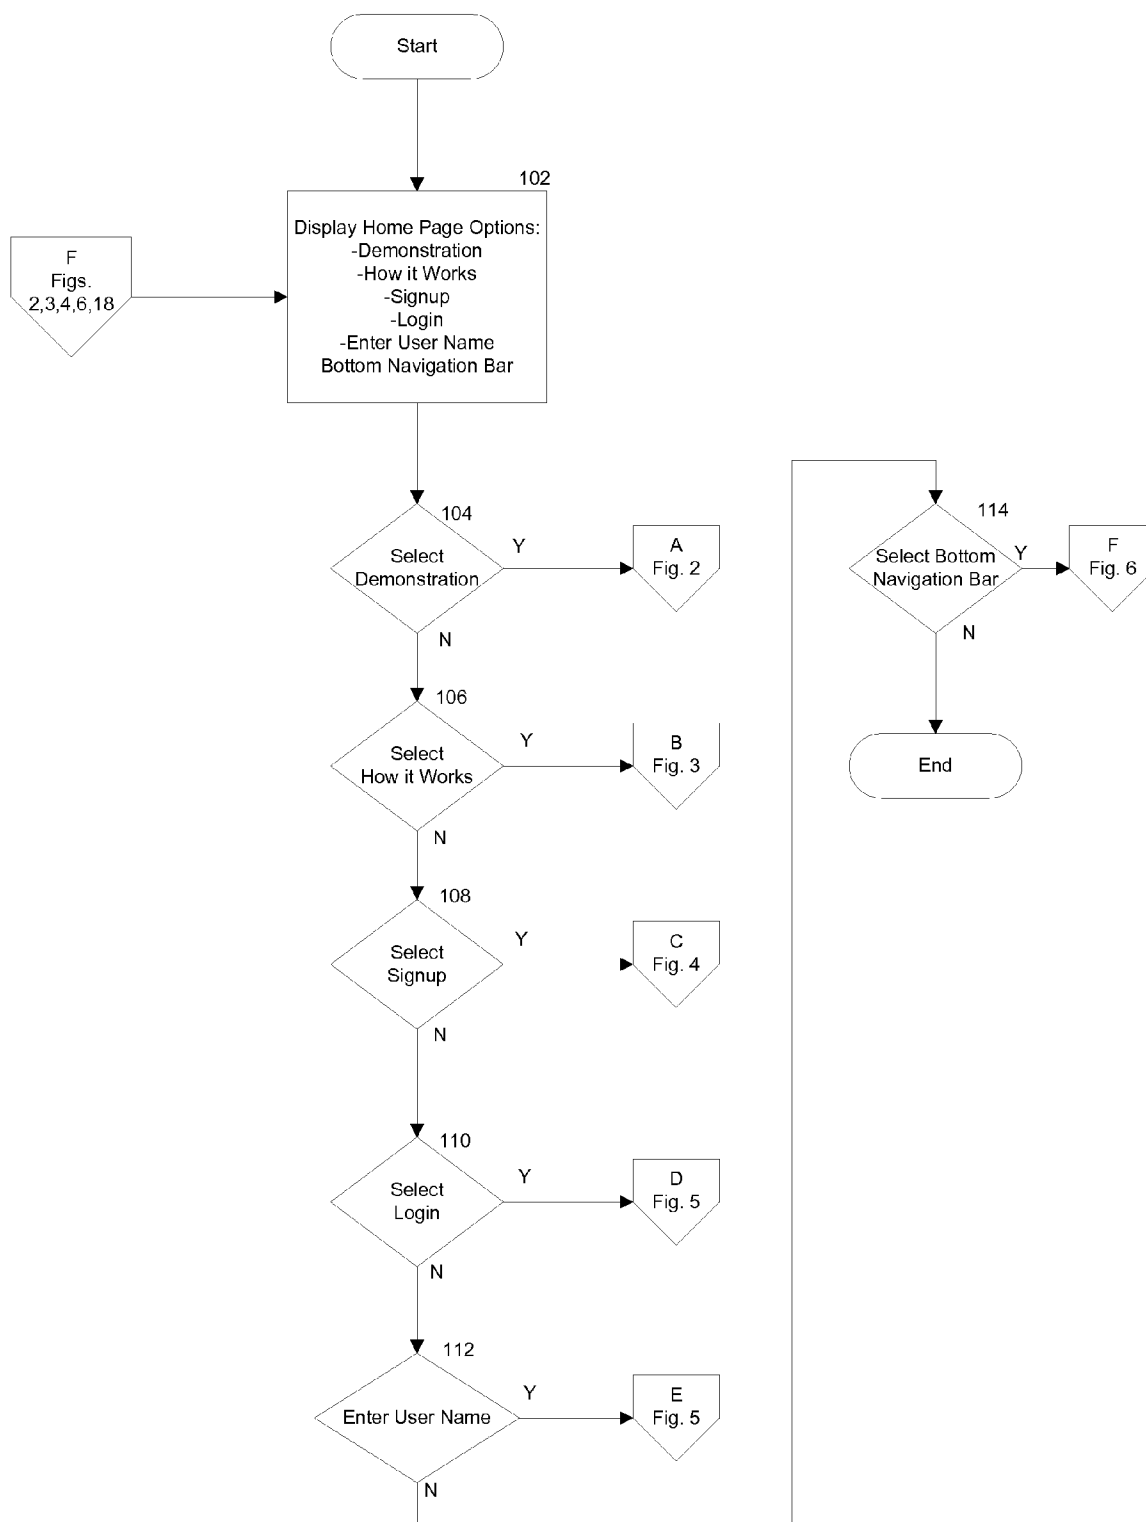 Start
102
Display Home Page Options:
-Demonstration
-How it Works
-Signup
-Login
-Enter User Name
Bottom Navigation Bar
F
Figs.
2,3,4,6,18
104
Select
Demonstration
Y
A
Fig. 2
N
106
Select
How it Works
Y
B
Fig. 3
N
108
Select
Signup
Y
C
Fig. 4
N
110
Select
Login
Y
D
Fig. 5
N
112
Enter User Name
Y
E
Fig. 5
N
114
Select Bottom
Navigation Bar
Y
F
Fig. 6
N
End